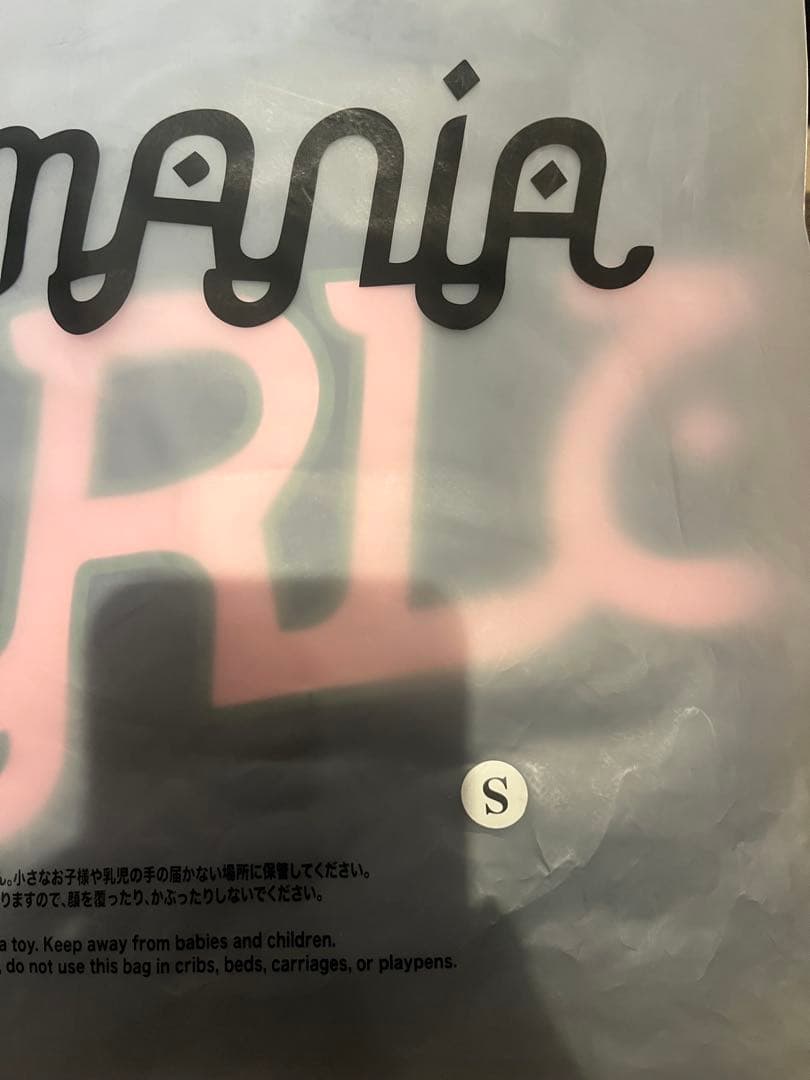 mania
S
ん。小さなお子様や乳児の手の届かない場所に保管してください。
りますので、顔を覆ったり、かぶったりしないでください。
a toy. Keep away from babies and children.
, do not use this bag in cribs, beds, carriages, or playpens.